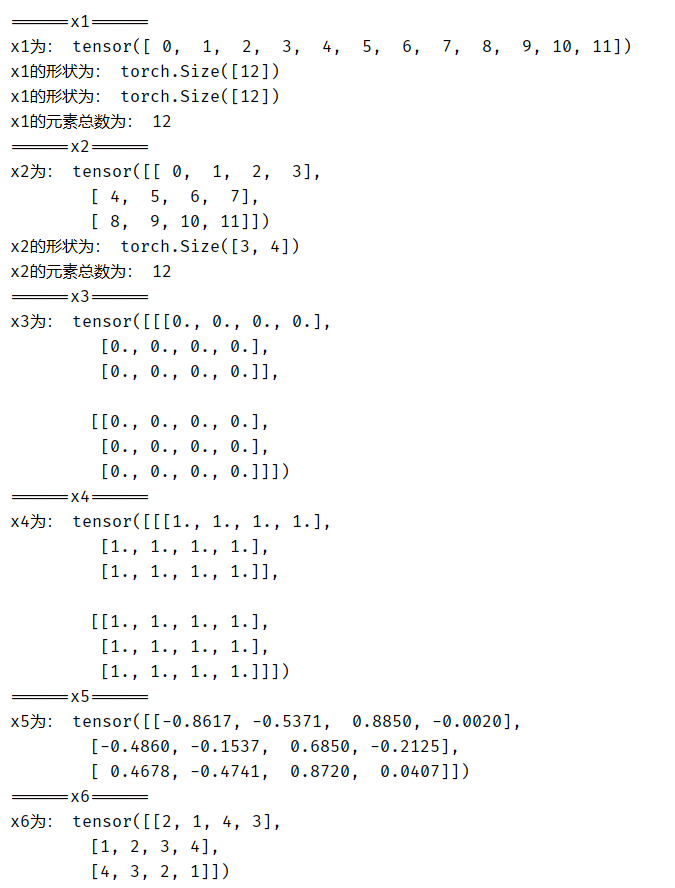 ======x1======
x1为： tensor([ 0,  1,  2,  3,  4,  5,  6,  7,  8,  9, 10, 11])
x1的形状为： torch.Size([12])
x1的形状为： torch.Size([12])
x1的元素总数为： 12
======x2======
x2为： tensor([[ 0,  1,  2,  3],
        [ 4,  5,  6,  7],
        [ 8,  9, 10, 11]])
x2的形状为： torch.Size([3, 4])
x2的元素总数为： 12
======x3======
x3为： tensor([[[0., 0., 0., 0.],
         [0., 0., 0., 0.],
         [0., 0., 0., 0.]],

        [[0., 0., 0., 0.],
         [0., 0., 0., 0.],
         [0., 0., 0., 0.]]])
======x4======
x4为： tensor([[[1., 1., 1., 1.],
         [1., 1., 1., 1.],
         [1., 1., 1., 1.]],

        [[1., 1., 1., 1.],
         [1., 1., 1., 1.],
         [1., 1., 1., 1.]]])
======x5======
x5为： tensor([[-0.8617, -0.5371,  0.8850, -0.0020],
        [-0.4860, -0.1537,  0.6850, -0.2125],
        [ 0.4678, -0.4741,  0.8720,  0.0407]])
======x6======
x6为： tensor([[2, 1, 4, 3],
        [1, 2, 3, 4],
        [4, 3, 2, 1]])